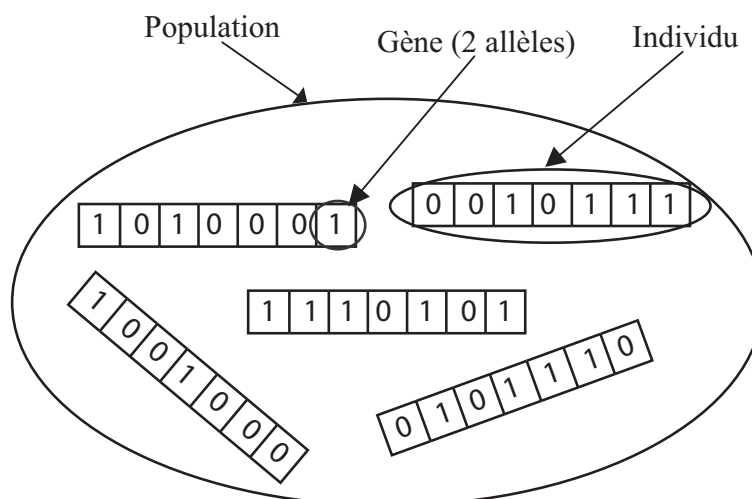 Population
Gène (2 allèles)
Individu
1 0 1 0 0 0 1
0 0 1 0 1 1 1
1 1 1 0 1 0 1
1 0 0 1 0 0 0
0 1 0 1 1 1 0